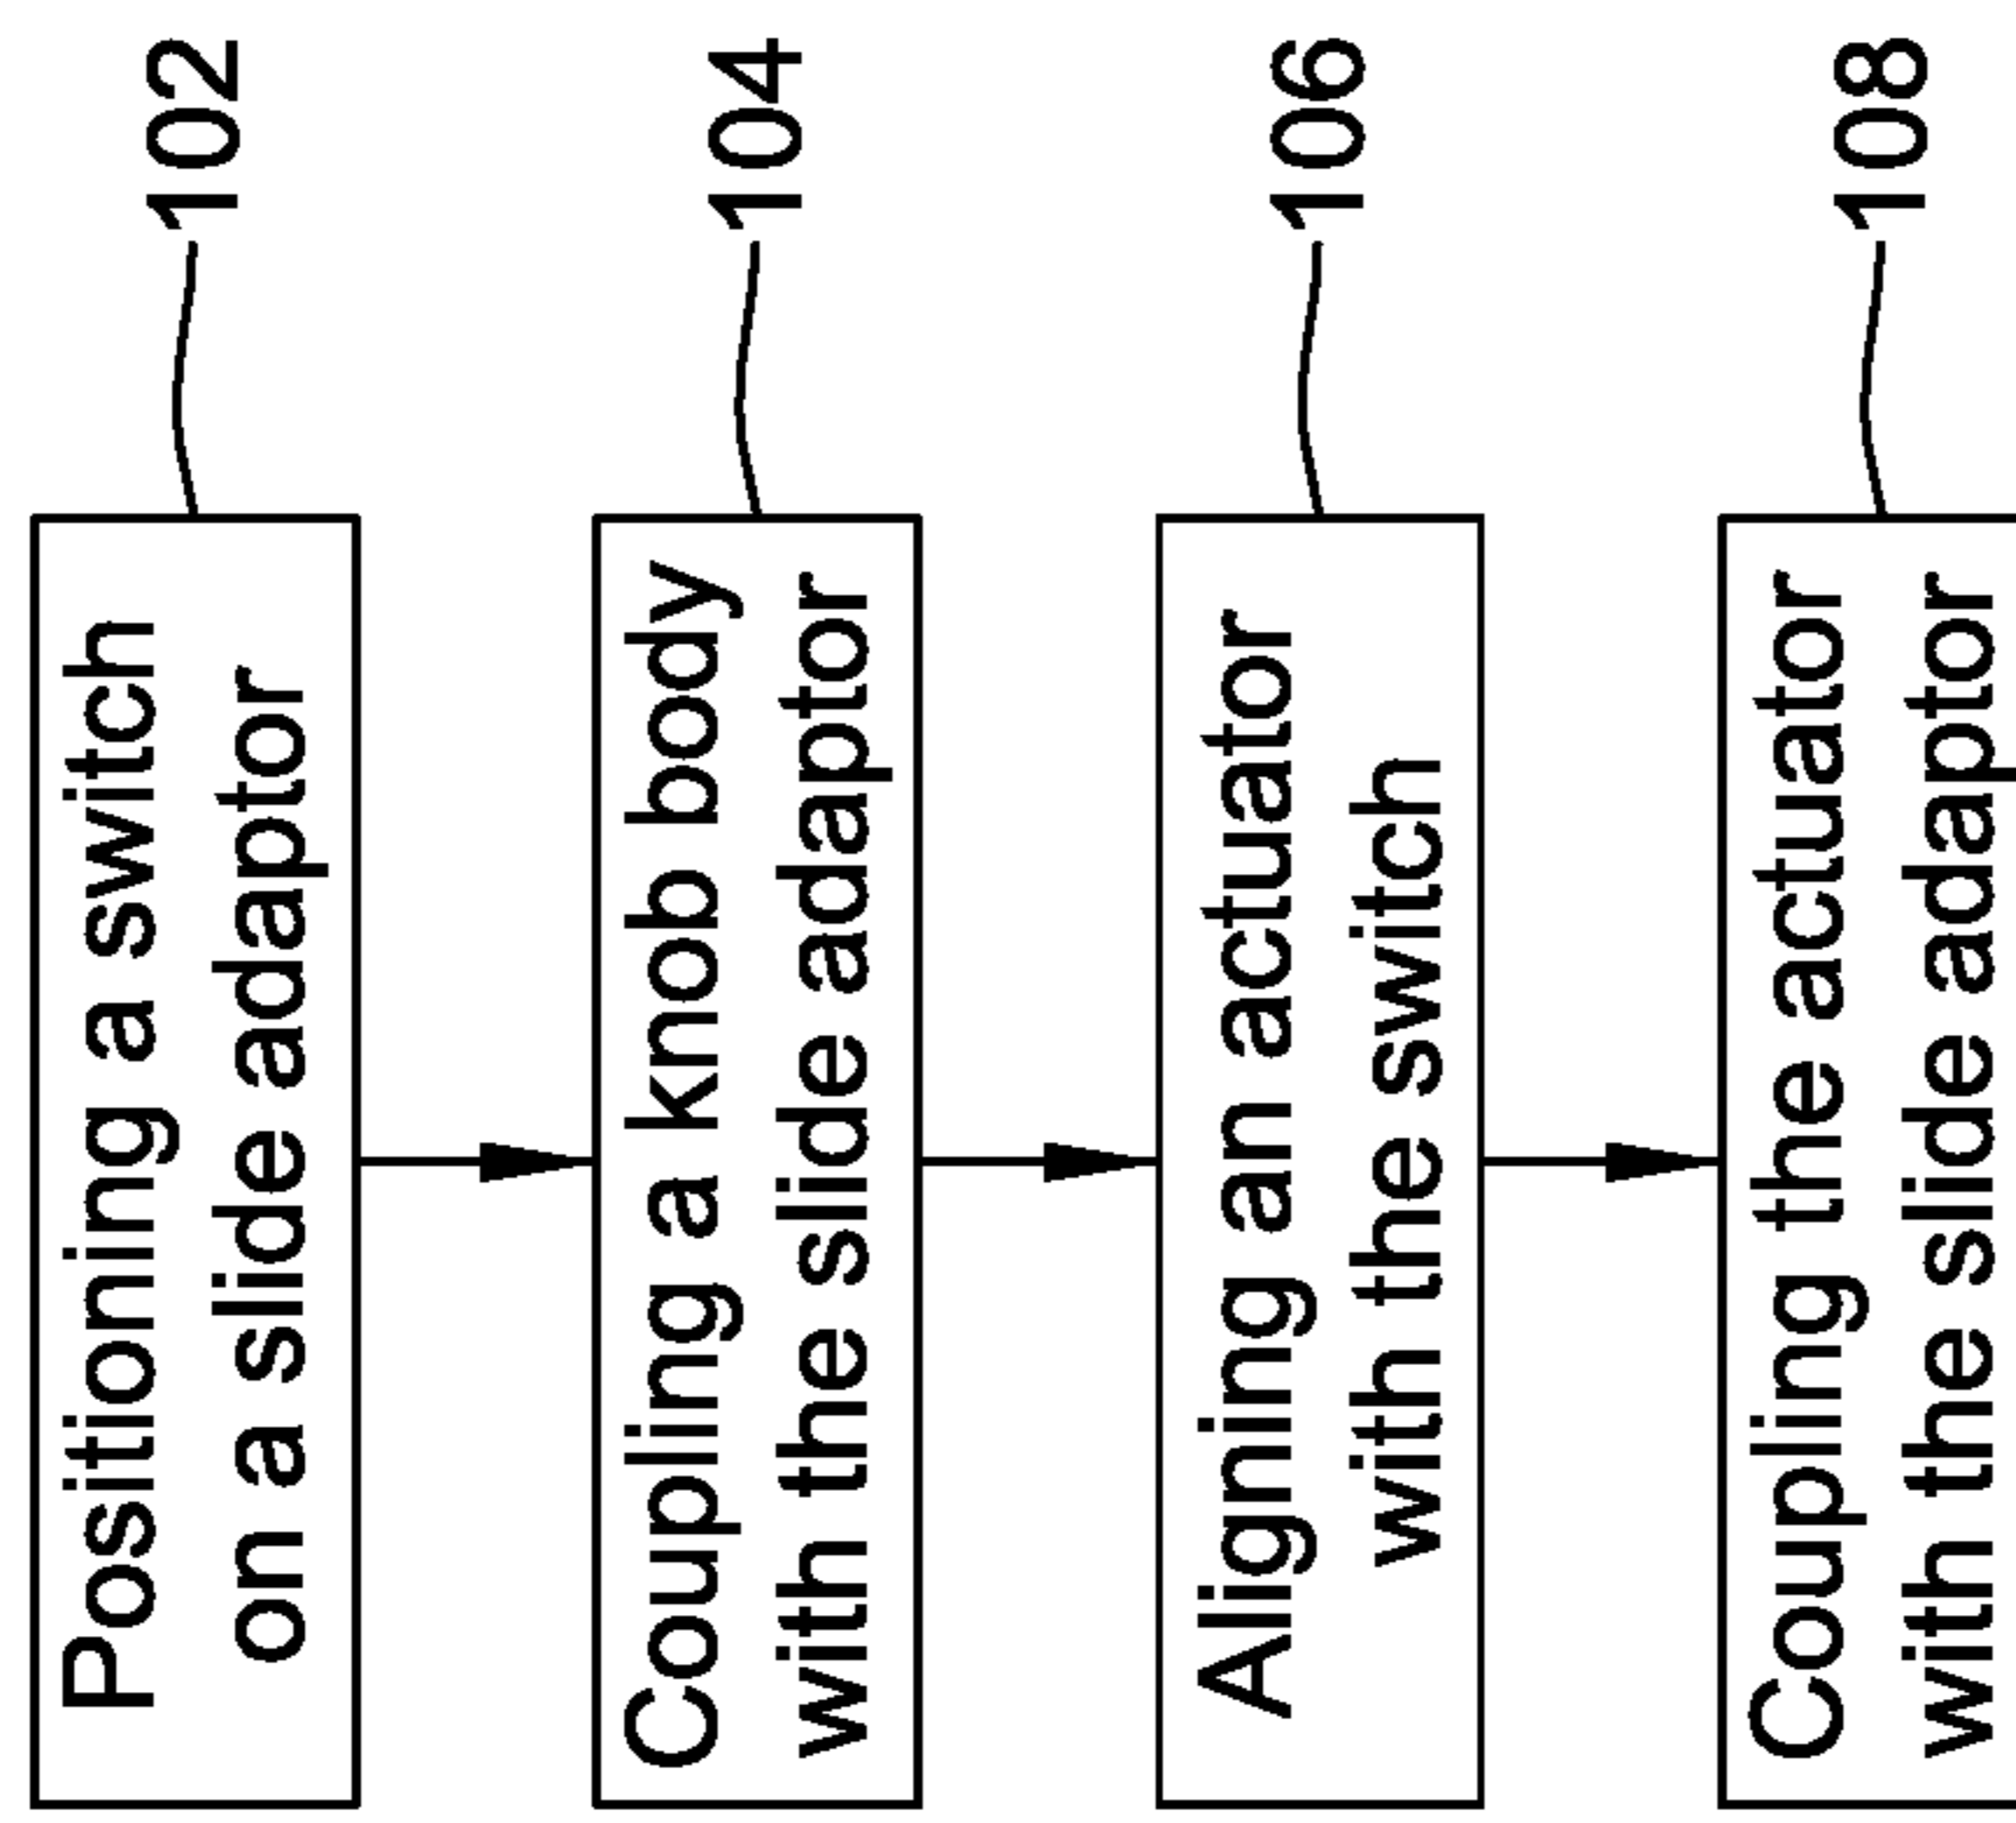 Positioning a switch
on a slide adaptor
102
Coupling a knob body
with the slide adaptor
104
Aligning an actuator
with the switch
106
Coupling the actuator
with the slide adaptor
108